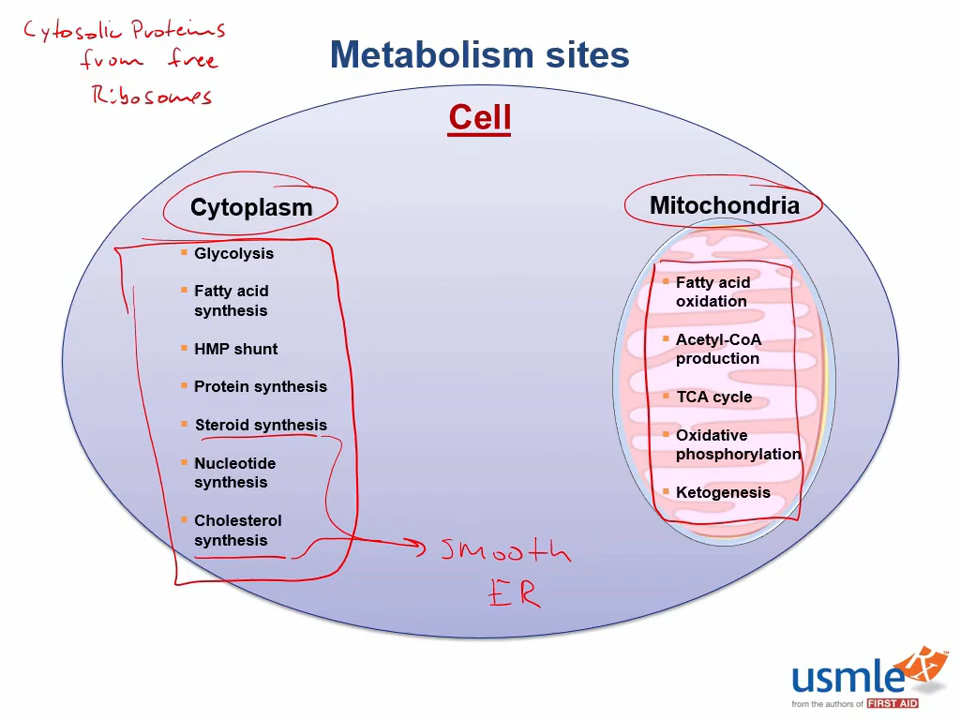 Cytosolic Proteins
from free
Ribosomes
Metabolism sites
Cell
Cytoplasm
Glycolysis
Fatty acid
synthesis
HMP shunt
Protein synthesis
Steroid synthesis
Nucleotide
synthesis
Cholesterol
synthesis
smooth
ER
Mitochondria
Fatty acid
oxidation
Acetyl-CoA
production
TCA cycle
Oxidative
phosphorylation
Ketogenesis
usmle Rx
from the authors of FIRST AID